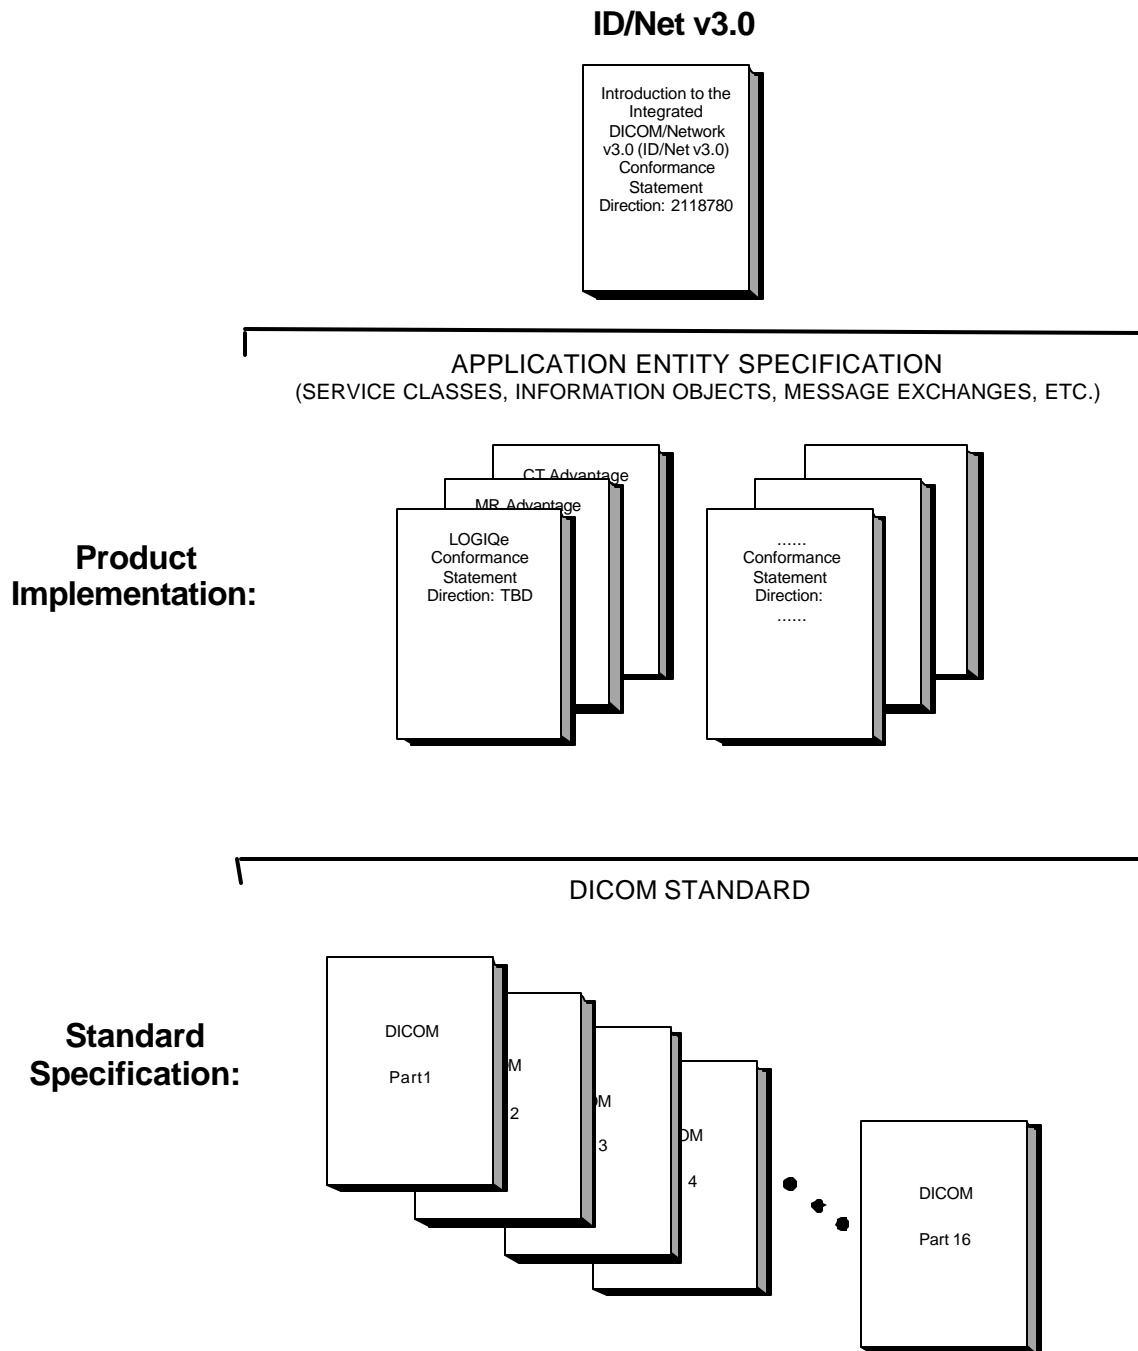 ID/Net v3.0
Introduction to the
Integrated
DICOM/Network
v3.0 (ID/Net v3.0)
Conformance
Statement
Direction: 2118780
APPLICATION ENTITY SPECIFICATION
(SERVICE CLASSES, INFORMATION OBJECTS, MESSAGE EXCHANGES, ETC.)
Product
Implementation:
CT Advantage
MR Advantage
LOGIQe
Conformance
Statement
Direction: TBD
......
Conformance
Statement
Direction:
......
DICOM STANDARD
Standard
Specification:
DICOM
Part1
M
2
OM
3
OM
4
DICOM
Part 16